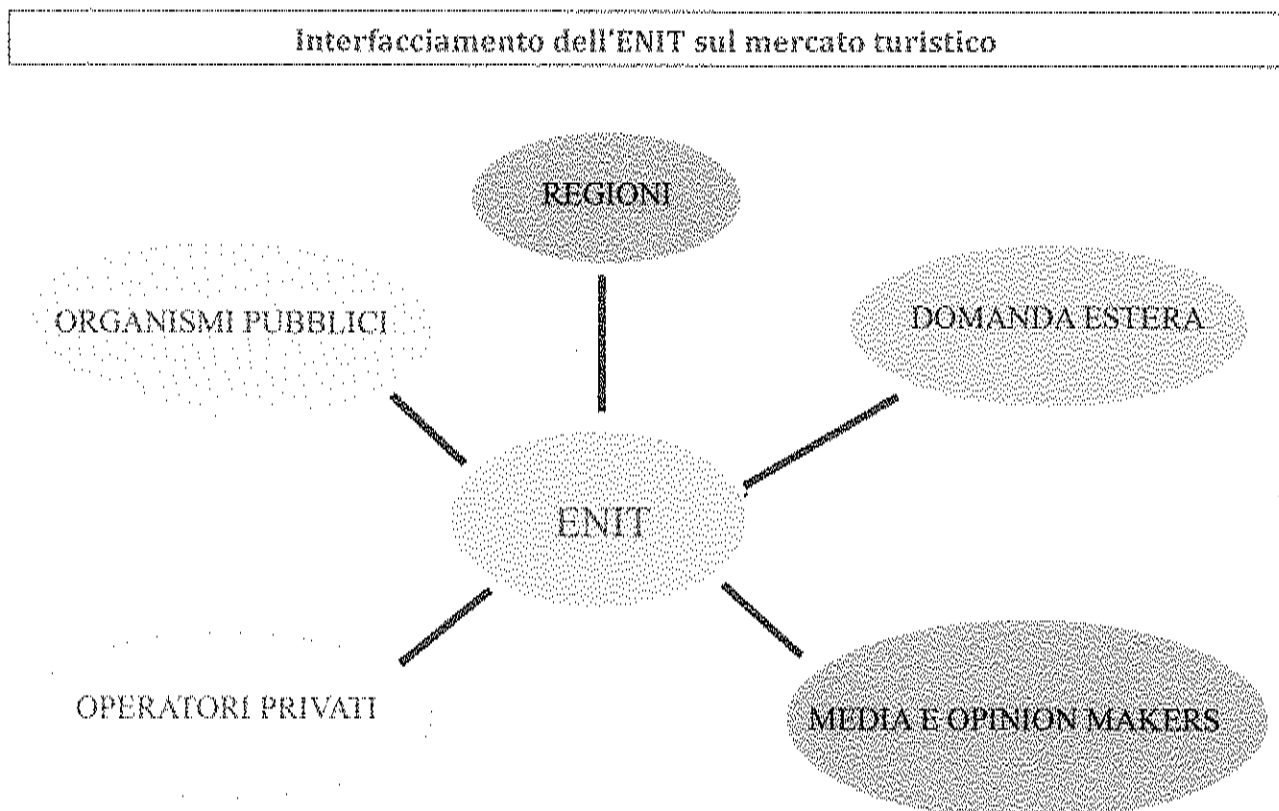 Interfacciamento dell'ENIT sul mercato turistico
REGIONI
ORGANISMI PUBBLICI
DOMANDA ESTERA
ENIT
OPERATORI PRIVATI
MEDIA E OPINION MAKERS